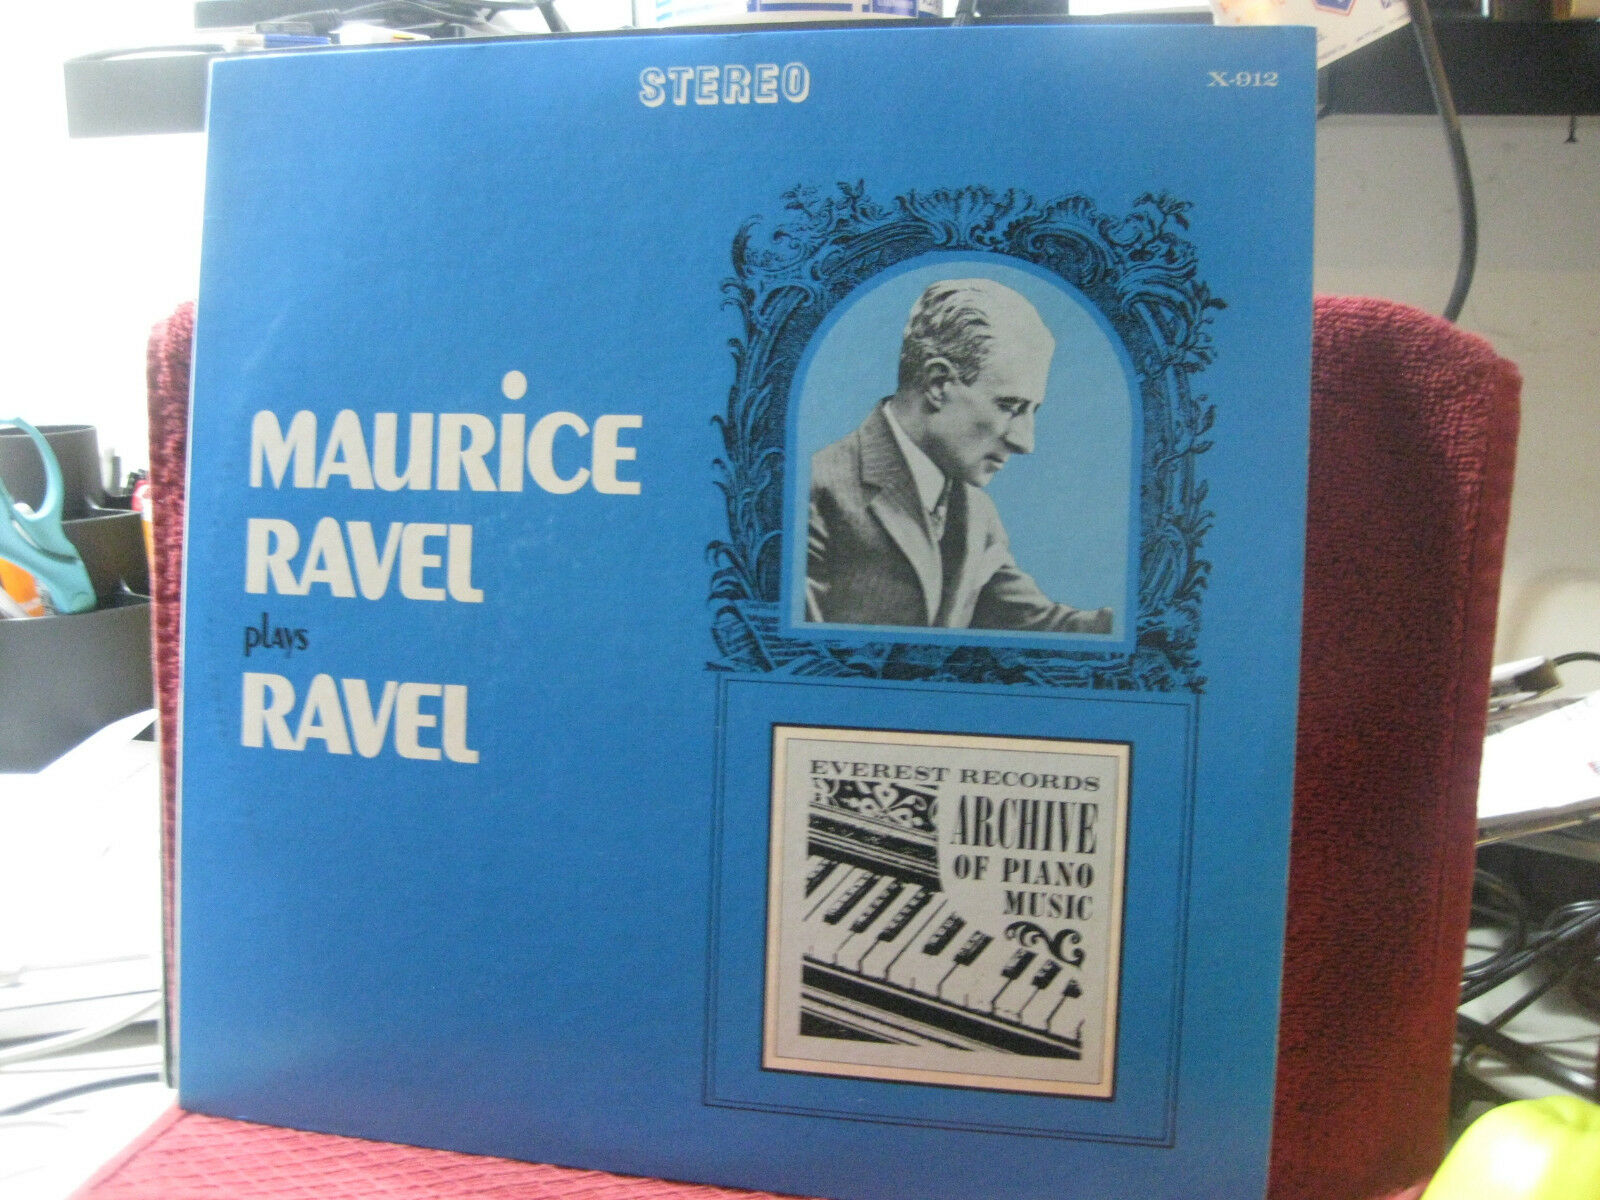 STEREO
X-912
MAURiCE
RAVEL
plays
RAVEL
EVEREST RECORDS
ARCHIVE
OF PIANO
MUSIC